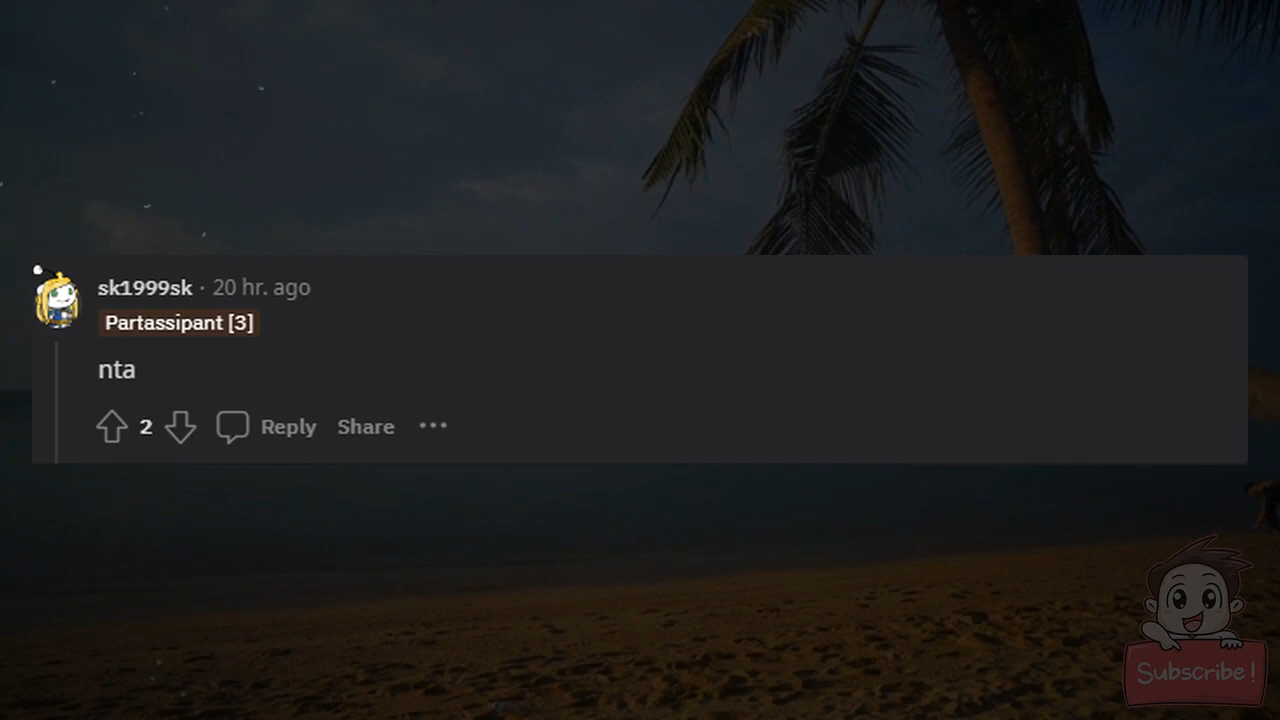 sk1999sk · 20 hr. ago
Partassipant [3]
nta
2 Reply Share ···
Subscribe!